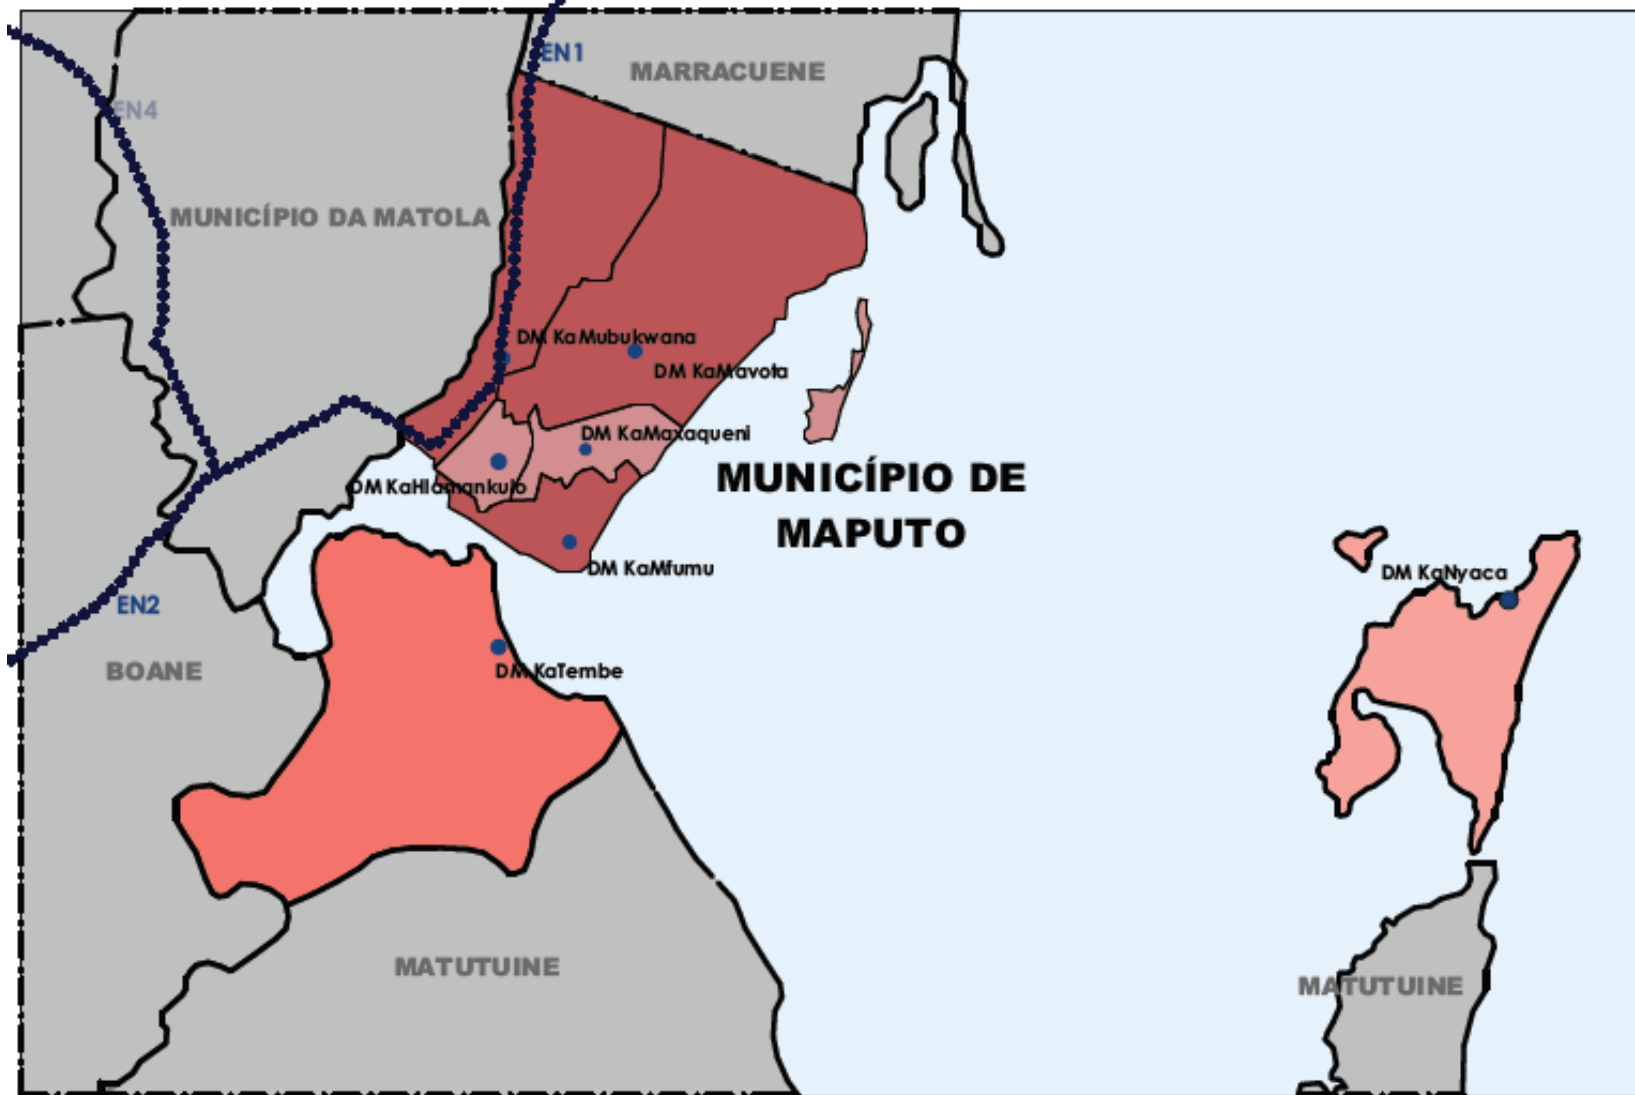 EN1
MARRACUENE
EN4
MUNICÍPIO DA MATOLA
DM KaMubukwana
DM KaMavota
DM KaMaxaqueni
DM KaHlamankulo
MUNICÍPIO DE
MAPUTO
DM KaMfumu
DM KaNyaca
EN2
BOANE
DM KaTembe
MATUTUINE
MATUTUINE